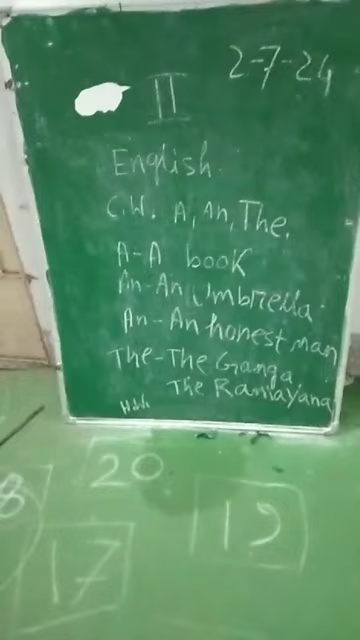 2-7-24
II
English.
C.W. A, An, The.
A-A book
An-An Umbrella.
An-An honest man
The-The Ganga
The Ramayana
20
8
12
17